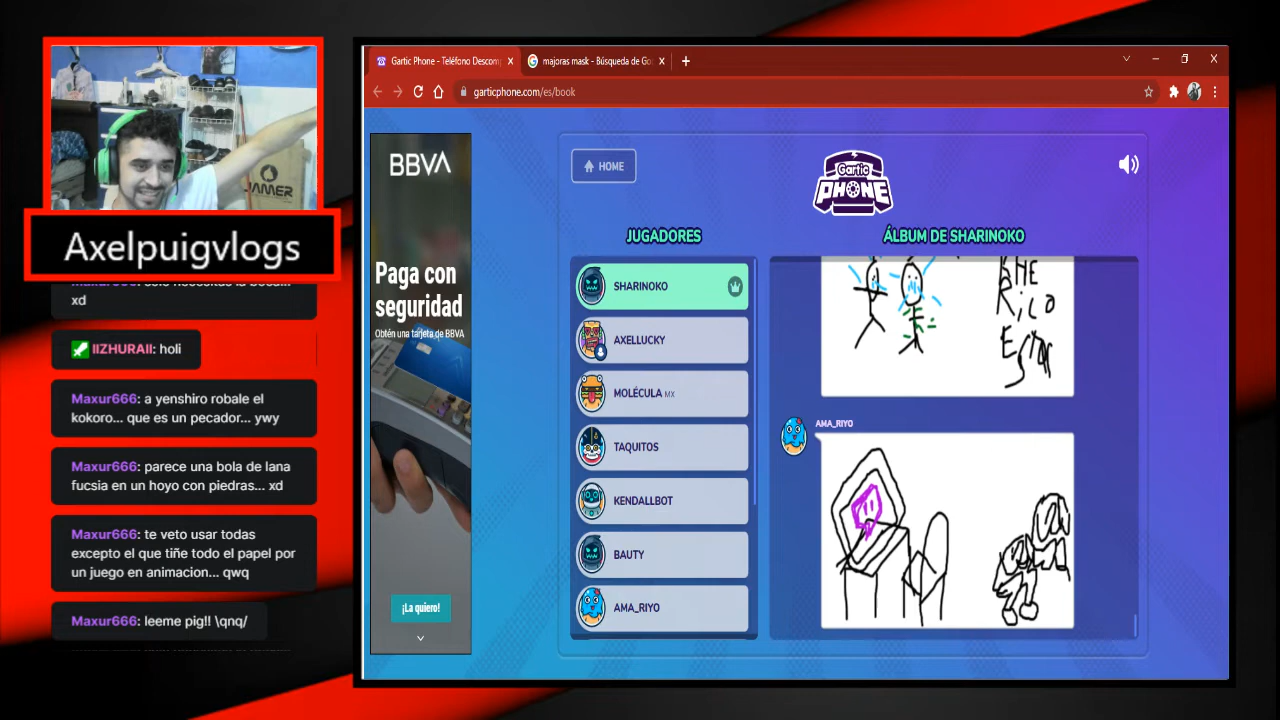 JAMER
Axelpuigvlogs
xd
IIZHURAII: holi
Maxur666: a yenshiro robale el
kokoro... que es un pecador... ywy
Maxur666: parece una bola de lana
fucsia en un hoyo con piedras... xd
Maxur666: te veto usar todas
excepto el que tiñe todo el papel por
un juego en animacion... qwq
Maxur666: leeme pig!! \qnq/
Gartic Phone - Teléfono Descom
majoras mask - Búsqueda de Go
garticphone.com/es/book
BBVA
Paga con
seguridad
Obtén una tarjeta de BBVA
¡La quiero!
HOME
Gartic
PHONE
JUGADORES
SHARINOKO
AXELLUCKY
MOLÉCULA MX
TAQUITOS
KENDALLBOT
BAUTY
AMA_RIYO
ÁLBUM DE SHARINOKO
RICO
AMA_RIYO